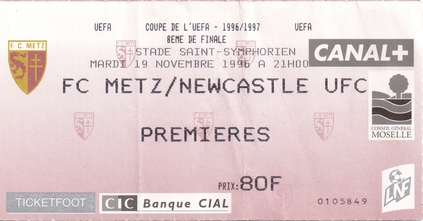 UEFA COUPE DE L'UEFA - 1996/1997 UEFA
8EME DE FINALE
STADE SAINT-SYMPHORIEN
MARDI 19 NOVEMBRE 1996 A 21H00
F C METZ
CANAL+
FC METZ/NEWCASTLE UFC
CONSEIL GÉNÉRAL
MOSELLE
PREMIERES
LNF
PRIX: 80F
TICKETFOOT
CIC Banque CIAL
0105849